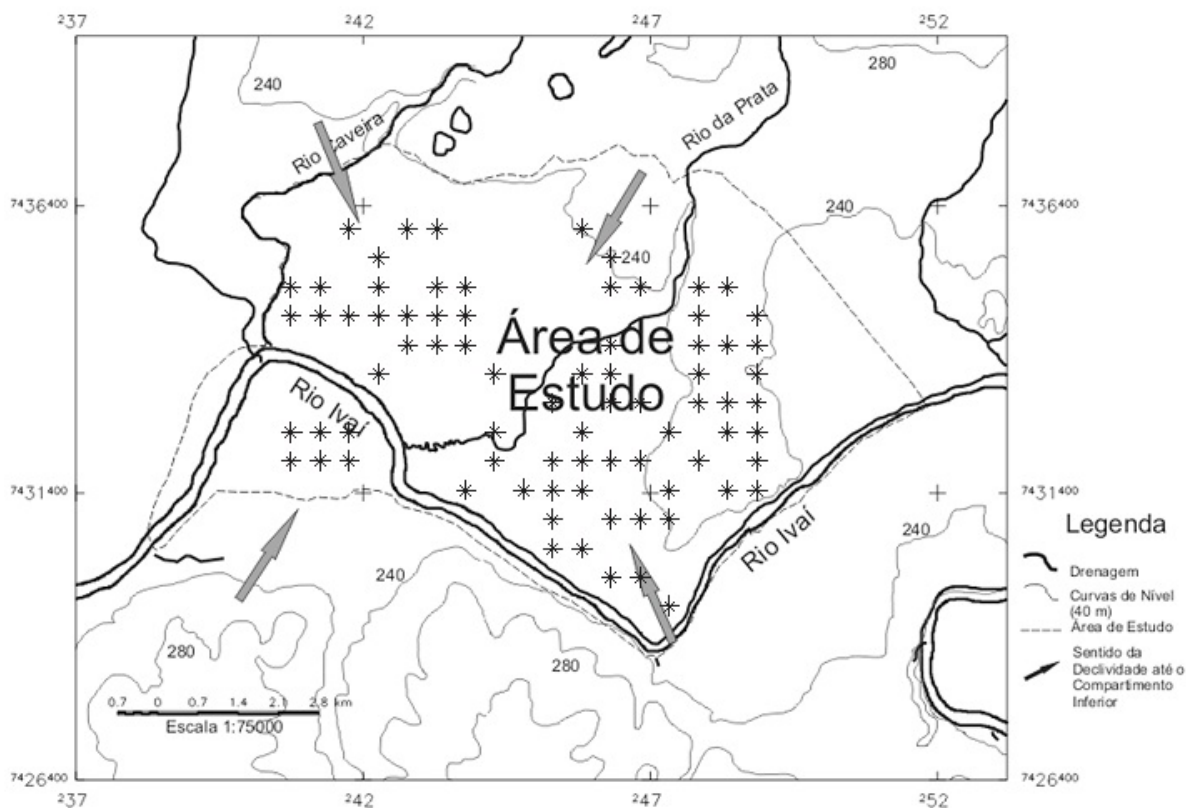 ²37 ²42 ²47 ²52
280
240
Rio da Prata
Rio Caveira
⁷4³⁶⁴⁰⁰ ⁷4³⁶⁴⁰⁰
240
240
Área de
Estudo
Rio Ivaí
⁷4³¹⁴⁰⁰ ⁷4³¹⁴⁰⁰
Rio Ivaí
240
240
280
280
0.7 0 0.7 1.4 2.1 2.8 km
Escala 1:75000
Legenda
Drenagem
Curvas de Nível
(40 m)
Área de Estudo
Sentido da
Declividade até o
Compartimento
Inferior
⁷4²⁶⁴⁰⁰ ⁷4²⁶⁴⁰⁰
²37 ²42 ²47 ²52